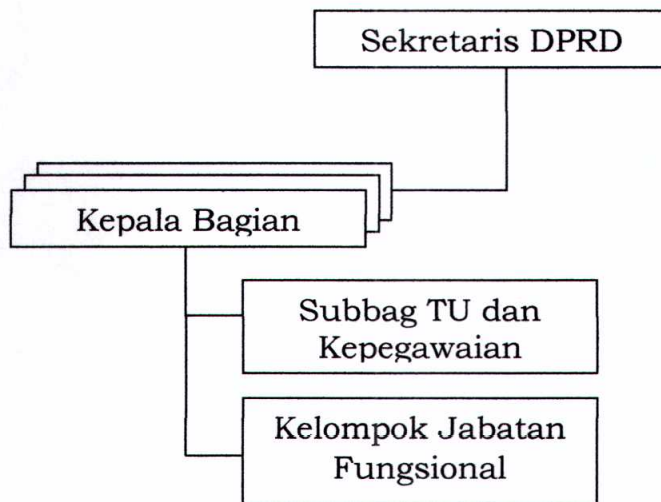 Sekretaris DPRD
Kepala Bagian
Subbag TU dan
Kepegawaian
Kelompok Jabatan
Fungsional